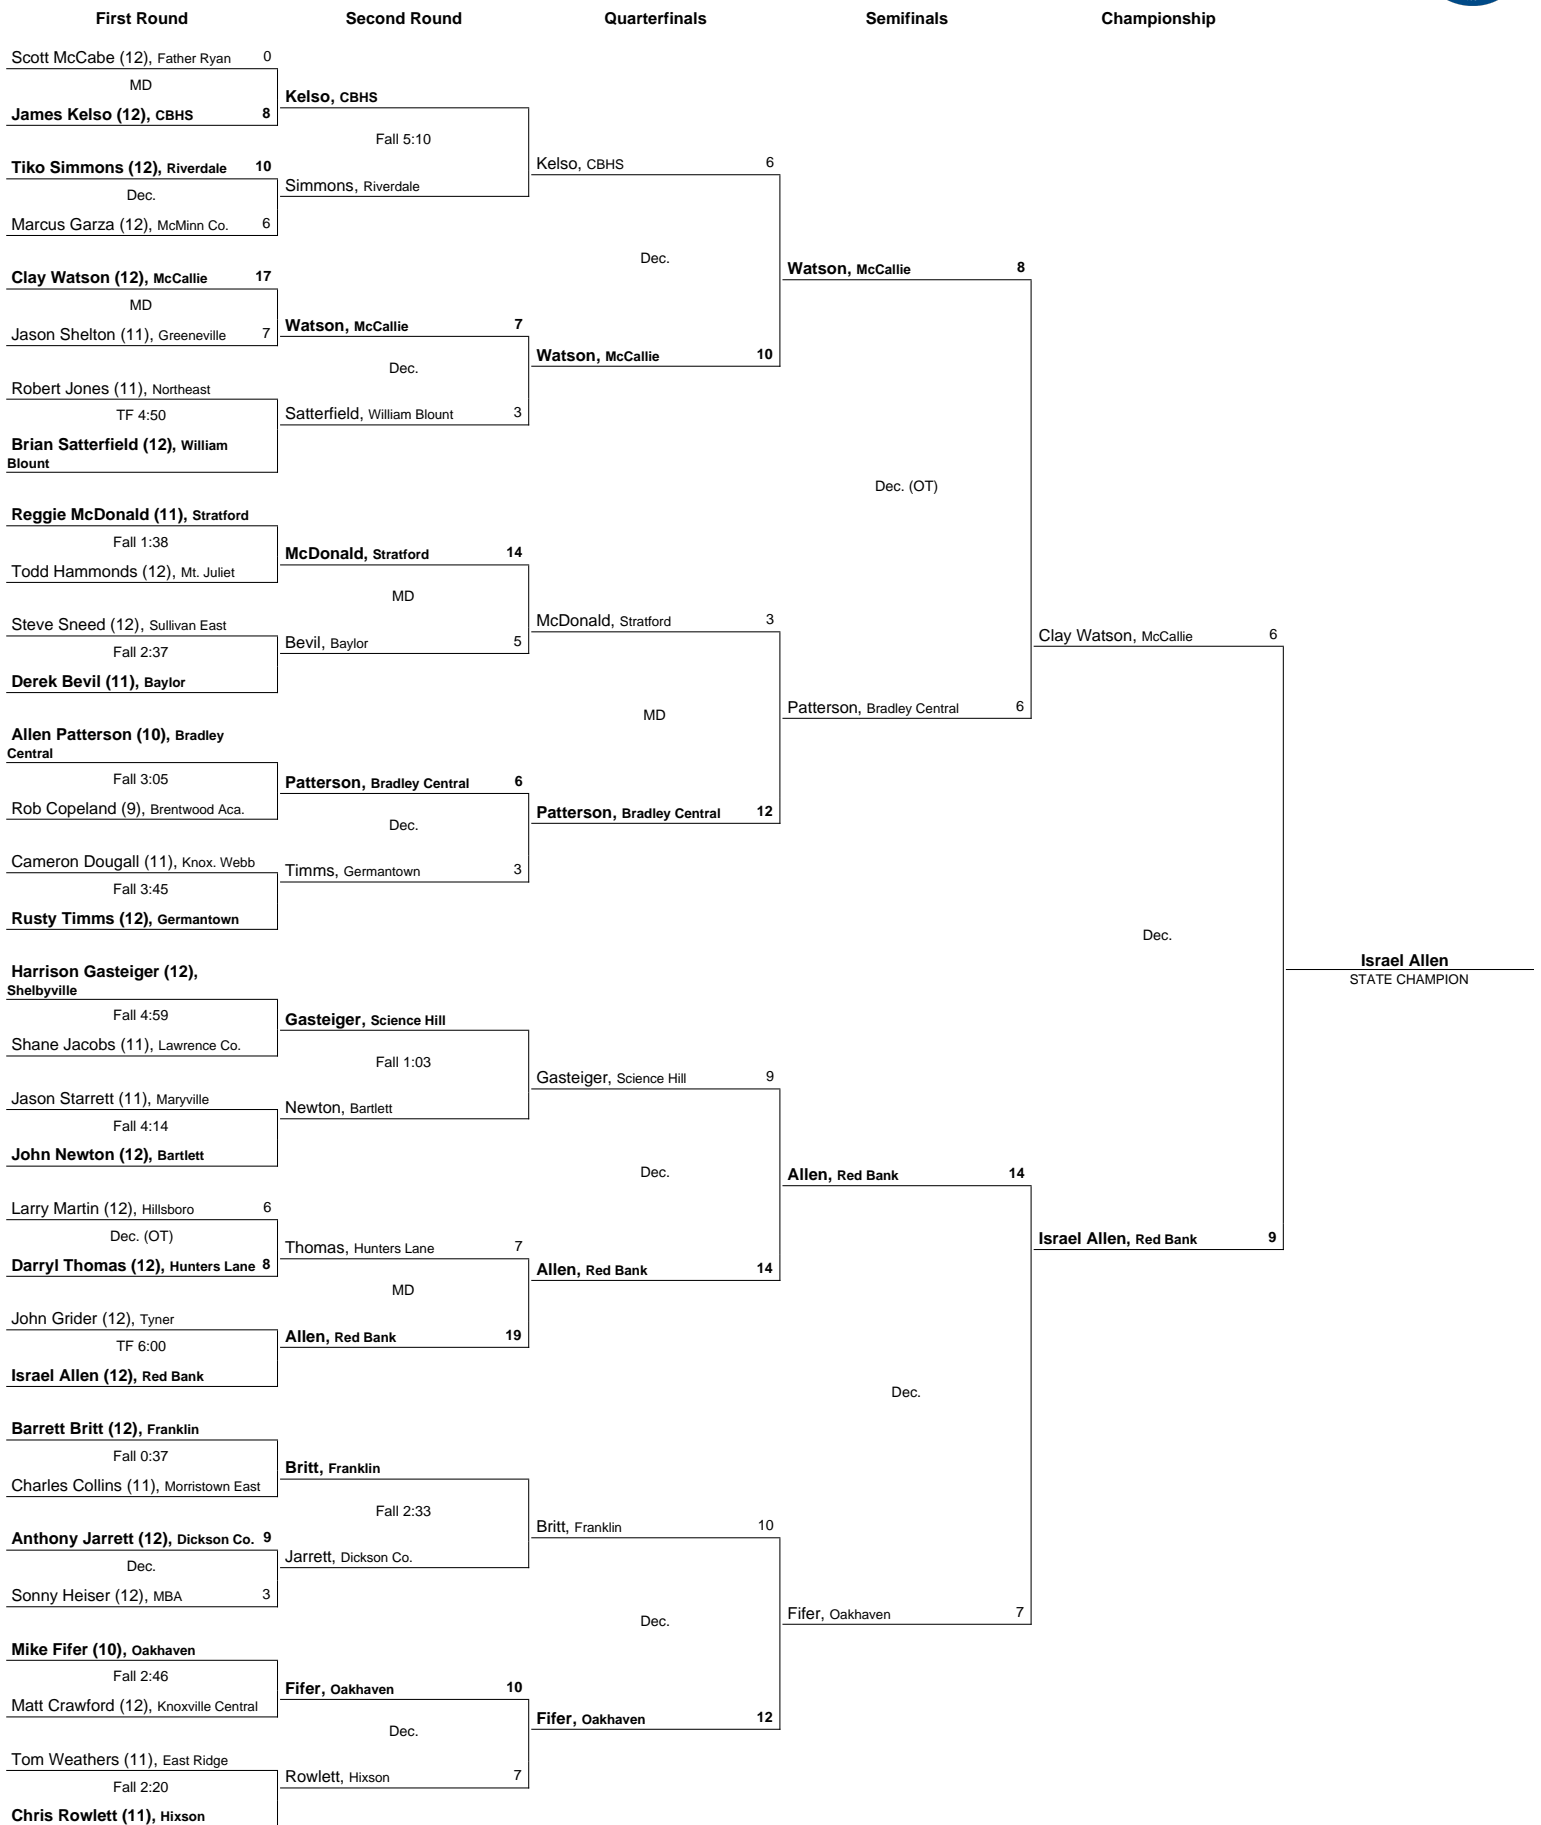 First Round
Second Round
Quarterfinals
Semifinals
Championship
Scott McCabe (12), Father Ryan 0
MD
James Kelso (12), CBHS 8
Tiko Simmons (12), Riverdale 10
Dec.
Marcus Garza (12), McMinn Co. 6
Clay Watson (12), McCallie 17
MD
Jason Shelton (11), Greeneville 7
Robert Jones (11), Northeast
TF 4:50
Brian Satterfield (12), William
Blount
Reggie McDonald (11), Stratford
Fall 1:38
Todd Hammonds (12), Mt. Juliet
Steve Sneed (12), Sullivan East
Fall 2:37
Derek Bevil (11), Baylor
Allen Patterson (10), Bradley
Central
Fall 3:05
Rob Copeland (9), Brentwood Aca.
Cameron Dougall (11), Knox. Webb
Fall 3:45
Rusty Timms (12), Germantown
Harrison Gasteiger (12),
Shelbyville
Fall 4:59
Shane Jacobs (11), Lawrence Co.
Jason Starrett (11), Maryville
Fall 4:14
John Newton (12), Bartlett
Larry Martin (12), Hillsboro 6
Dec. (OT)
Darryl Thomas (12), Hunters Lane 8
John Grider (12), Tyner
TF 6:00
Israel Allen (12), Red Bank
Barrett Britt (12), Franklin
Fall 0:37
Charles Collins (11), Morristown East
Anthony Jarrett (12), Dickson Co. 9
Dec.
Sonny Heiser (12), MBA 3
Mike Fifer (10), Oakhaven
Fall 2:46
Matt Crawford (12), Knoxville Central
Tom Weathers (11), East Ridge
Fall 2:20
Chris Rowlett (11), Hixson
Kelso, CBHS
Fall 5:10
Simmons, Riverdale
Watson, McCallie 7
Dec.
Satterfield, William Blount 3
McDonald, Stratford 14
MD
Bevil, Baylor 5
Patterson, Bradley Central 6
Dec.
Timms, Germantown 3
Gasteiger, Science Hill
Fall 1:03
Newton, Bartlett
Thomas, Hunters Lane 7
MD
Allen, Red Bank 19
Britt, Franklin
Fall 2:33
Jarrett, Dickson Co.
Fifer, Oakhaven 10
Dec.
Rowlett, Hixson 7
Kelso, CBHS 6
Dec.
Watson, McCallie 10
McDonald, Stratford 3
MD
Patterson, Bradley Central 12
Gasteiger, Science Hill 9
Dec.
Allen, Red Bank 14
Britt, Franklin 10
Dec.
Fifer, Oakhaven 12
Watson, McCallie 8
Dec. (OT)
Patterson, Bradley Central 6
Allen, Red Bank 14
Dec.
Fifer, Oakhaven 7
Clay Watson, McCallie 6
Dec.
Israel Allen, Red Bank 9
Israel Allen
STATE CHAMPION